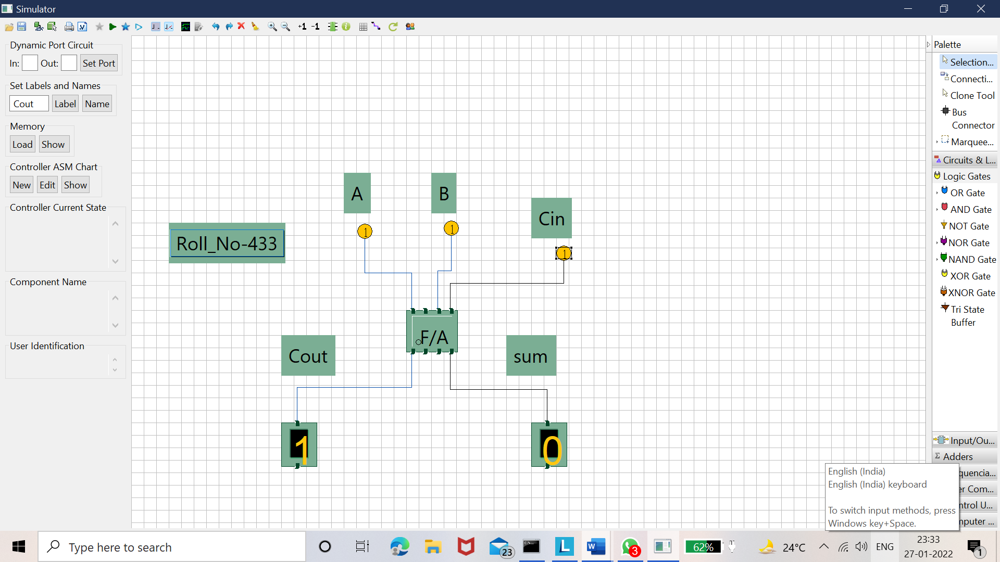 Simulator
+1 -1
Dynamic Port Circuit
In: Out: Set Port
Set Labels and Names
Cout Label Name
Memory
Load Show
Controller ASM Chart
New Edit Show
Controller Current State
Component Name
User Identification
A
B
Cin
1
1
1
Roll_No-433
F/A
Cout
sum
1
0
Palette
Selection...
Connecti...
Clone Tool
Bus
Connector
Marquee...
Circuits & L...
Logic Gates
OR Gate
AND Gate
NOT Gate
NOR Gate
NAND Gate
XOR Gate
XNOR Gate
Tri State
Buffer
Input/Ou...
Σ Adders
quencia...
er Com...
ntrol U...
nputer ...
English (India)
English (India) keyboard
To switch input methods, press
Windows key+Space.
Type here to search
23
L
W
3
62%
24°C
ENG
23:33
27-01-2022
1